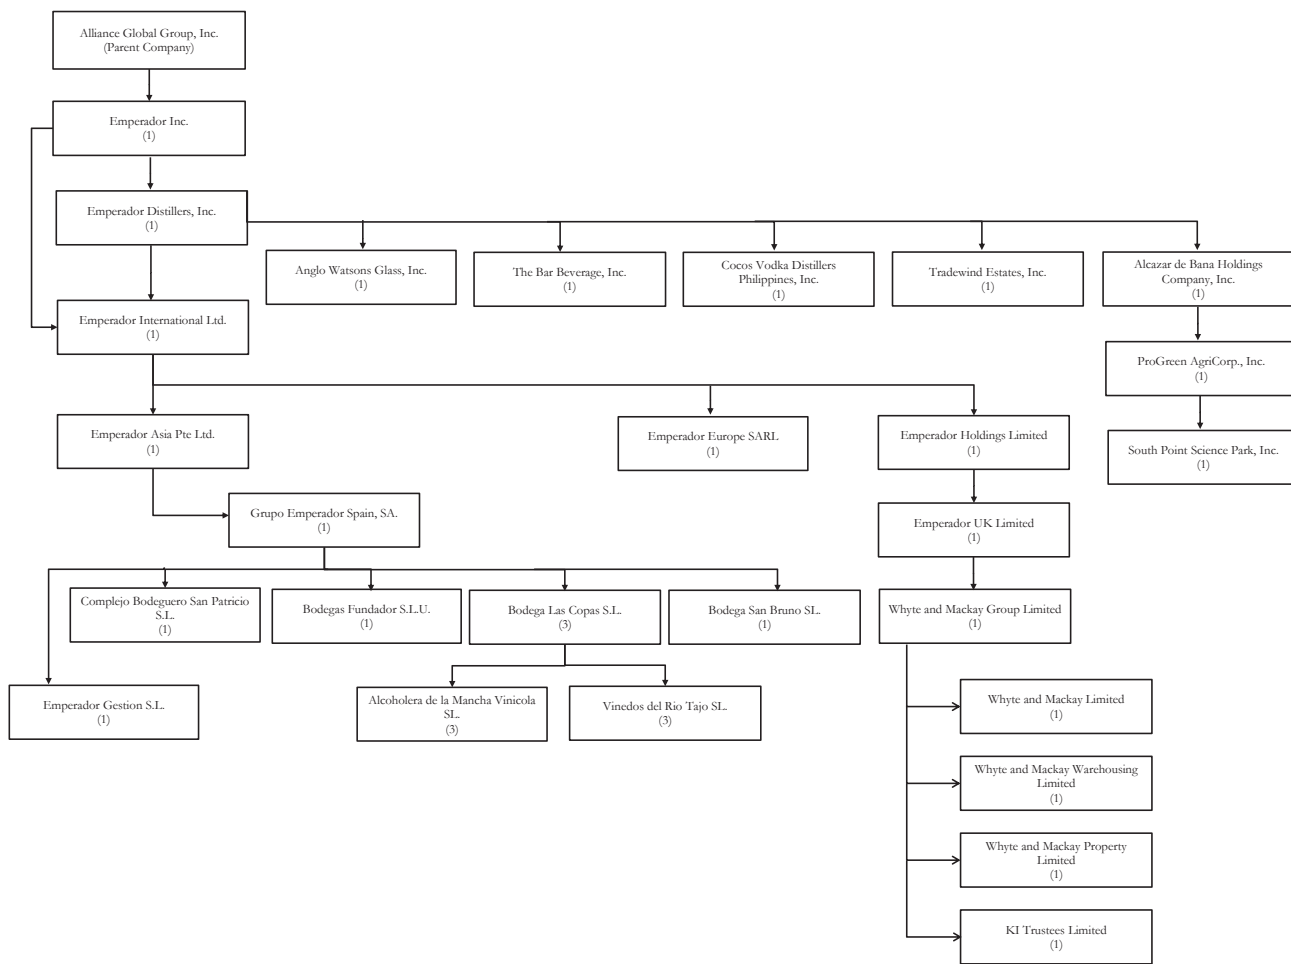 Alliance Global Group, Inc.
(Parent Company)
Emperador Inc.
(1)
Emperador Distillers, Inc.
(1)
Anglo Watsons Glass, Inc.
(1)
The Bar Beverage, Inc.
(1)
Cocos Vodka Distillers
Philippines, Inc.
(1)
Tradewind Estates, Inc.
(1)
Alcazar de Bana Holdings
Company, Inc.
(1)
Emperador International Ltd.
(1)
ProGreen AgriCorp., Inc.
(1)
Emperador Asia Pte Ltd.
(1)
Emperador Europe SARL
(1)
Emperador Holdings Limited
(1)
South Point Science Park, Inc.
(1)
Grupo Emperador Spain, SA.
(1)
Emperador UK Limited
(1)
Complejo Bodeguero San Patricio
S.L.
(1)
Bodegas Fundador S.L.U.
(1)
Bodega Las Copas S.L.
(3)
Bodega San Bruno SL.
(1)
Whyte and Mackay Group Limited
(1)
Emperador Gestion S.L.
(1)
Alcoholera de la Mancha Vinicola
SL.
(3)
Vinedos del Rio Tajo SL.
(3)
Whyte and Mackay Limited
(1)
Whyte and Mackay Warehousing
Limited
(1)
Whyte and Mackay Property
Limited
(1)
KI Trustees Limited
(1)